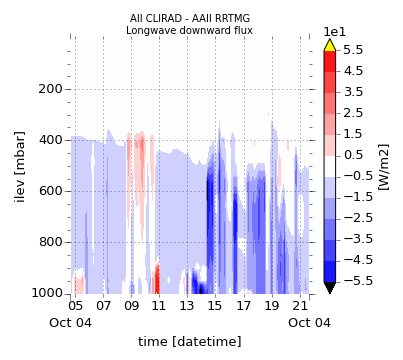 All CLIRAD - AAll RRTMG
Longwave downward flux
1e1
5.5
4.5
3.5
2.5
1.5
0.5
−0.5
−1.5
−2.5
−3.5
−4.5
−5.5
[W/m2]
ilev [mbar]
200
400
600
800
1000
05 07 09 11 13 15 17 19 21
Oct 04 Oct 04
time [datetime]